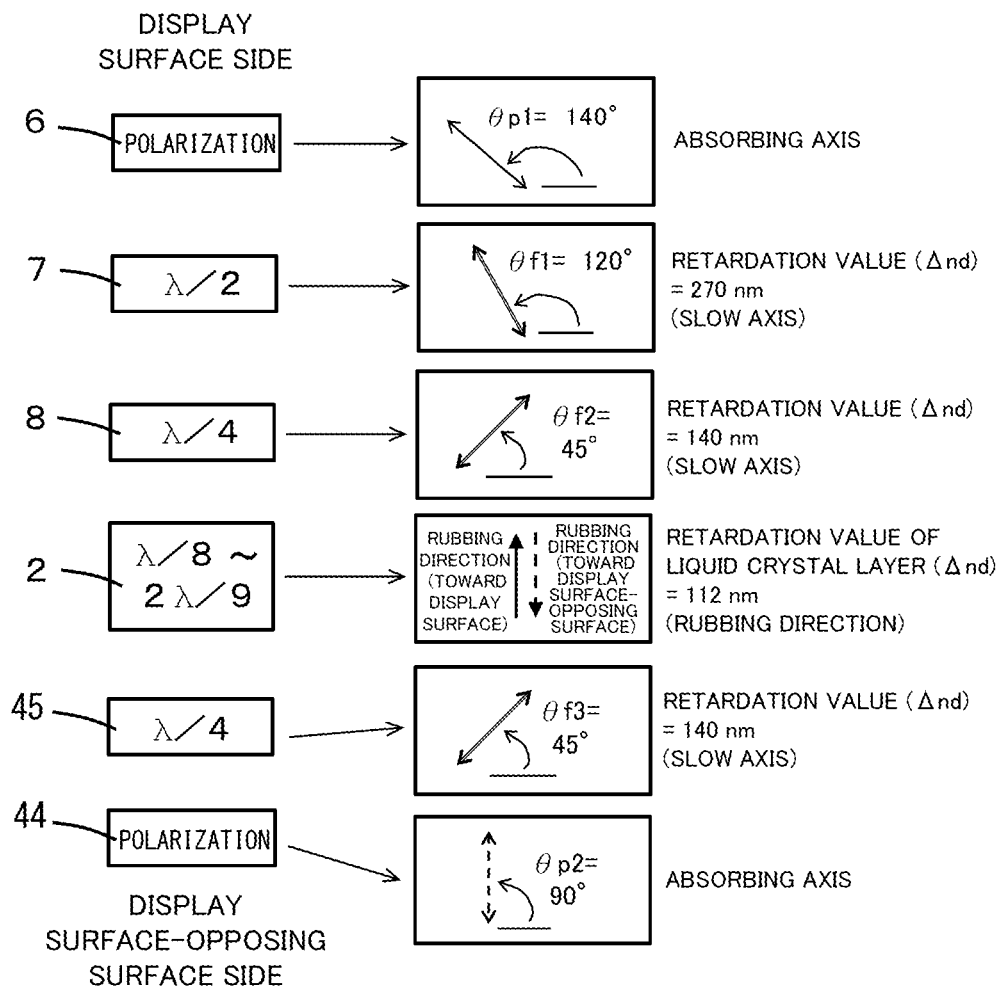 DISPLAY
SURFACE SIDE
6
POLARIZATION
θp1= 140°
ABSORBING AXIS
7
λ/2
θf1= 120°
RETARDATION VALUE (Δnd)
= 270 nm
(SLOW AXIS)
8
λ/4
θf2=
45°
RETARDATION VALUE (Δnd)
= 140 nm
(SLOW AXIS)
2
λ/8 ~
2λ/9
RUBBING
DIRECTION
(TOWARD
DISPLAY
SURFACE)
RUBBING
DIRECTION
(TOWARD
DISPLAY
SURFACE-
OPPOSING
SURFACE)
RETARDATION VALUE OF
LIQUID CRYSTAL LAYER (Δnd)
= 112 nm
(RUBBING DIRECTION)
45
λ/4
θf3=
45°
RETARDATION VALUE (Δnd)
= 140 nm
(SLOW AXIS)
44
POLARIZATION
θp2=
90°
ABSORBING AXIS
DISPLAY
SURFACE-OPPOSING
SURFACE SIDE